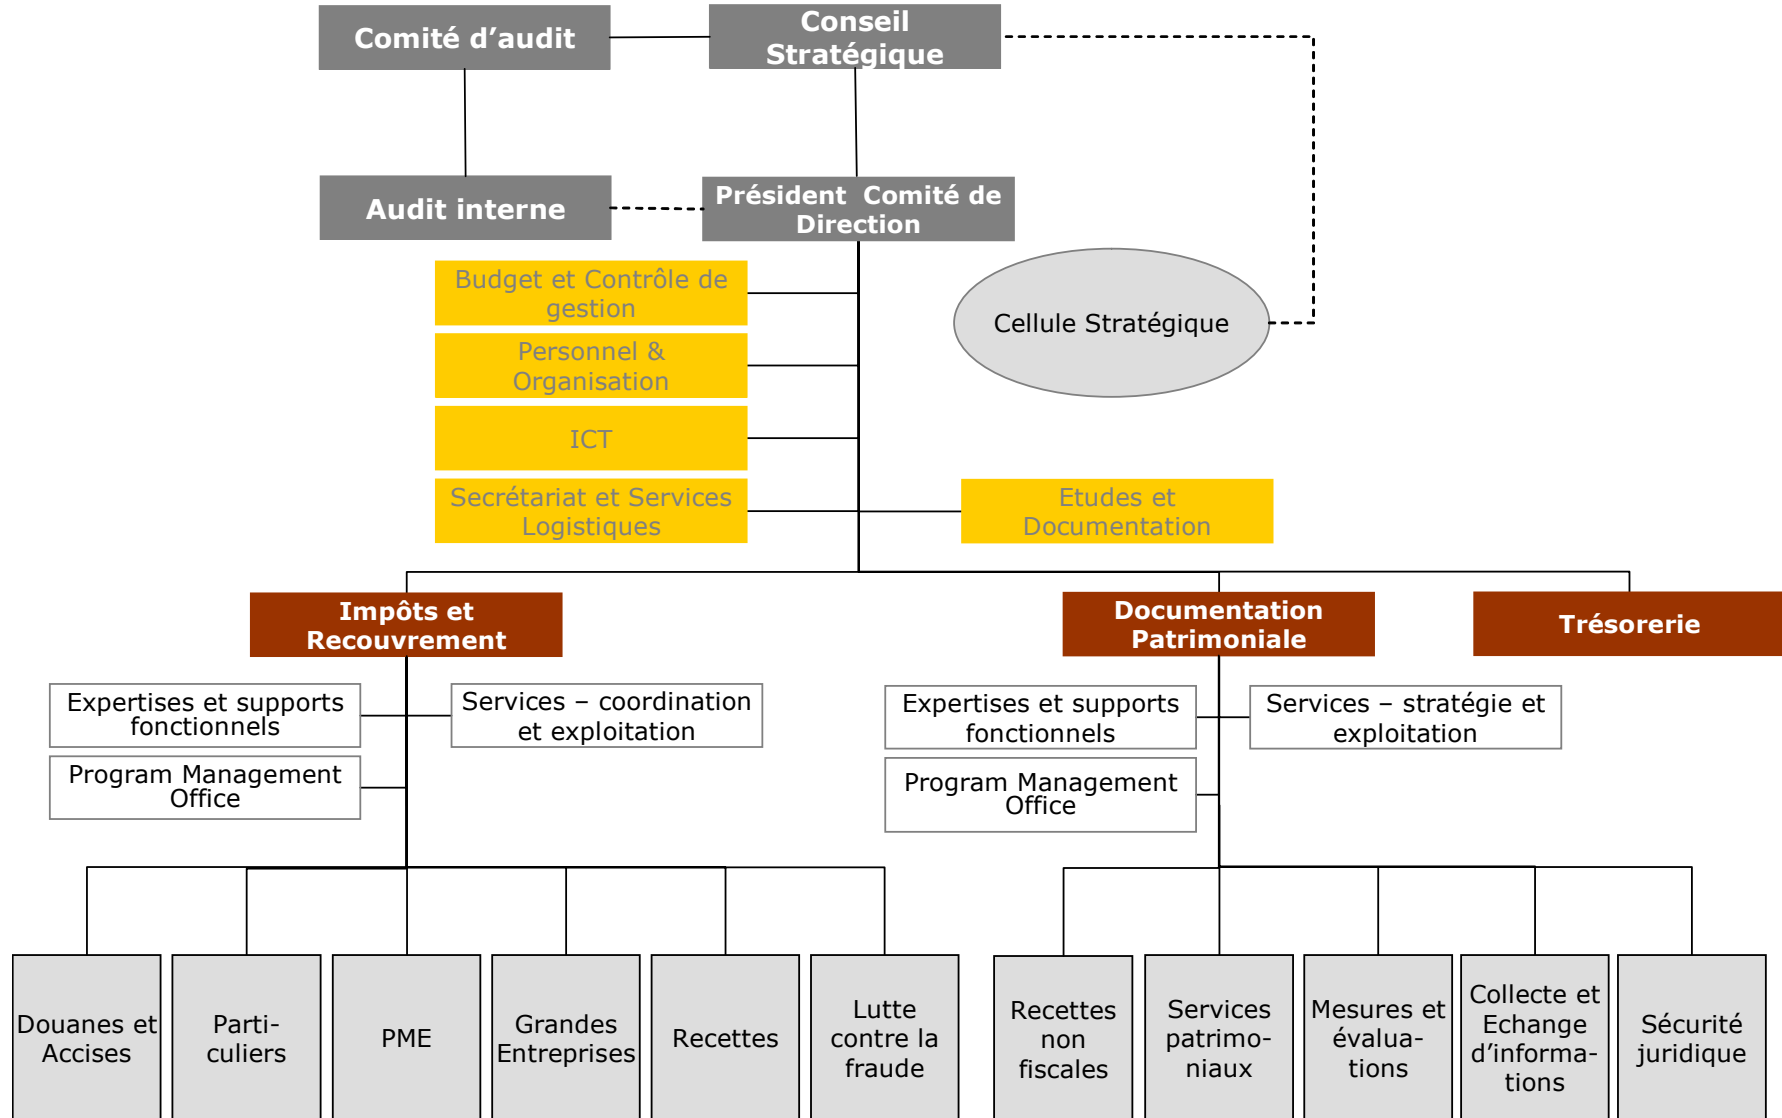 Comité d’audit
Conseil
Stratégique
Audit interne
Président  Comité de
Direction
Budget et Contrôle de
gestion
Cellule Stratégique
Personnel &
Organisation
ICT
Secrétariat et Services
Logistiques
Etudes et
Documentation
Impôts et
Recouvrement
Documentation
Patrimoniale
Trésorerie
Expertises et supports
fonctionnels
Services – coordination
et exploitation
Expertises et supports
fonctionnels
Services – stratégie et
exploitation
Program Management
Office
Program Management
Office
Douanes et
Accises
Parti-
culiers
PME
Grandes
Entreprises
Recettes
Lutte
contre la
fraude
Recettes
non
fiscales
Services
patrimo-
niaux
Mesures et
évalua-
tions
Collecte et
Echange
d’informa-
tions
Sécurité
juridique